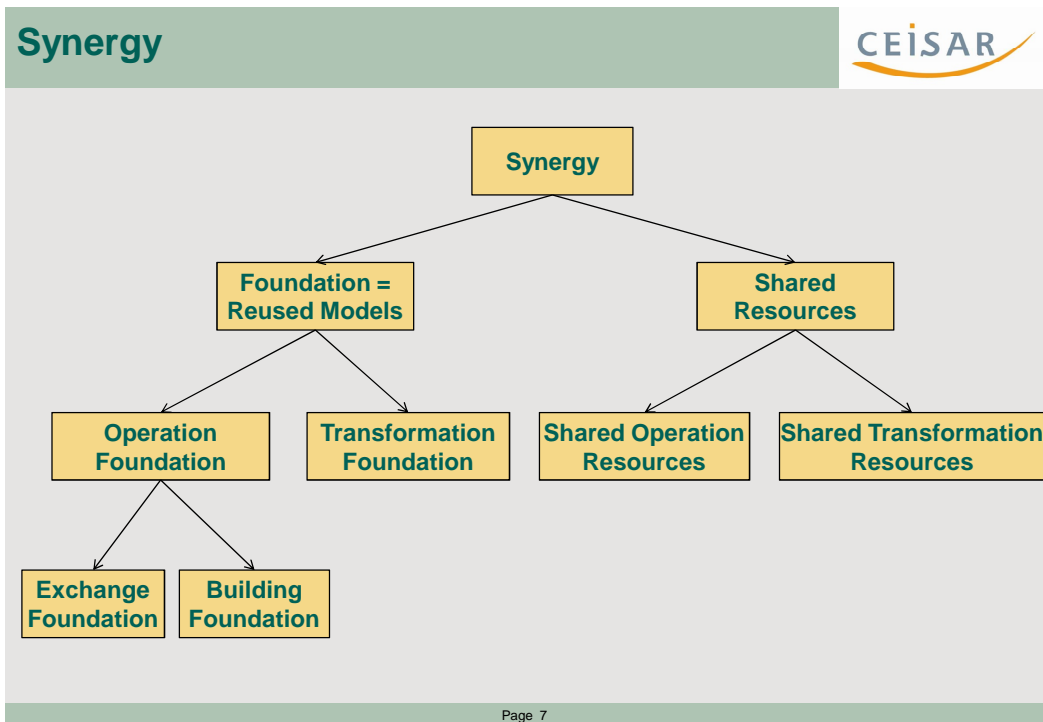 Synergy
CEISAR
Synergy
Foundation =
Reused Models
Shared
Resources
Operation
Foundation
Transformation
Foundation
Shared Operation
Resources
Shared Transformation
Resources
Exchange
Foundation
Building
Foundation
Page 7